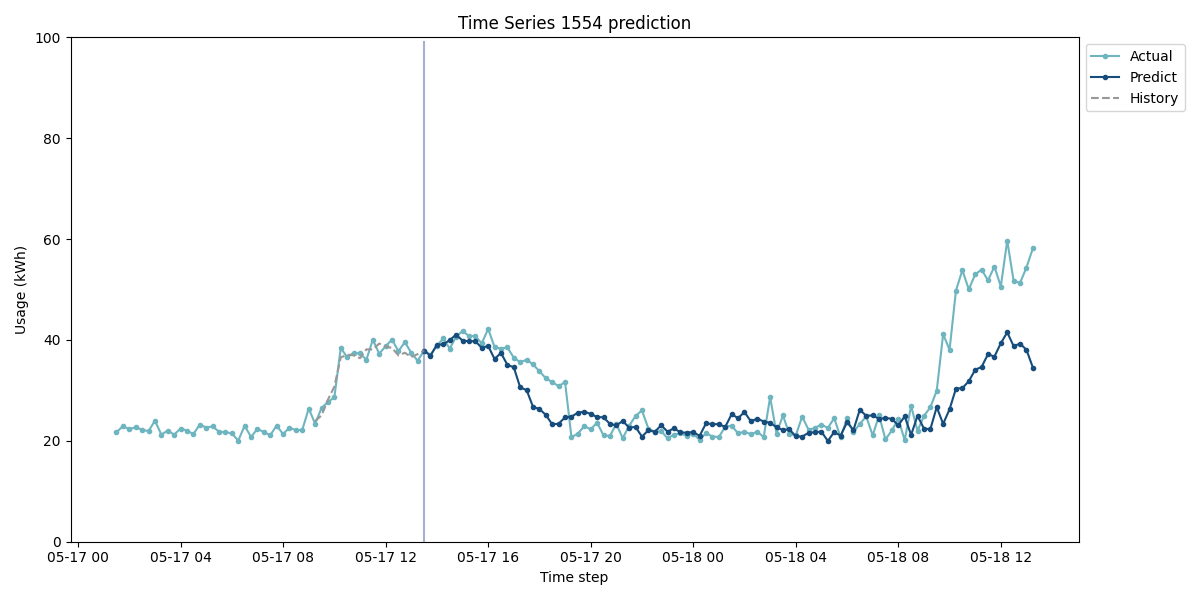 Time Series 1554 prediction
Actual
Predict
History
Usage (kWh)
100
80
60
40
20
0
05-17 00 05-17 04 05-17 08 05-17 12 05-17 16 05-17 20 05-18 00 05-18 04 05-18 08 05-18 12
Time step